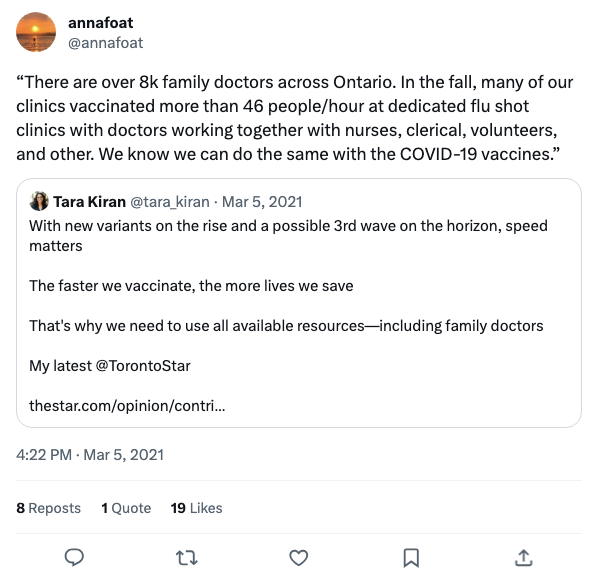 annafoat
@annafoat
“There are over 8k family doctors across Ontario. In the fall, many of our
clinics vaccinated more than 46 people/hour at dedicated flu shot
clinics with doctors working together with nurses, clerical, volunteers,
and other. We know we can do the same with the COVID-19 vaccines.”
Tara Kiran @tara_kiran · Mar 5, 2021
With new variants on the rise and a possible 3rd wave on the horizon, speed
matters
The faster we vaccinate, the more lives we save
That's why we need to use all available resources—including family doctors
My latest @TorontoStar
thestar.com/opinion/contri…
4:22 PM · Mar 5, 2021
8 Reposts 1 Quote 19 Likes